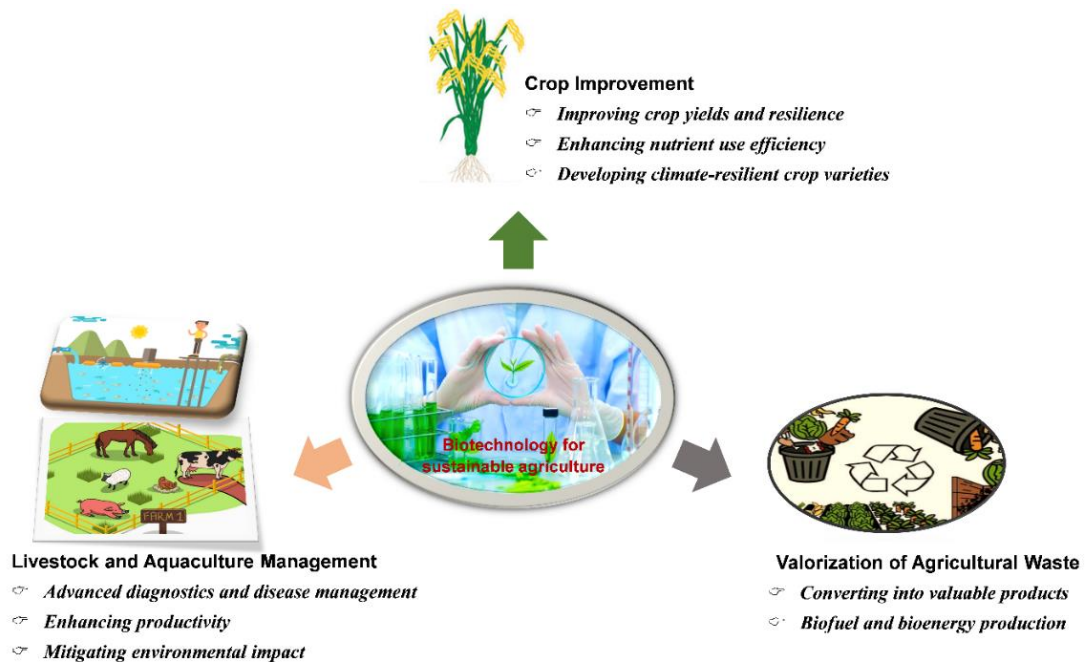 Crop Improvement
☞ Improving crop yields and resilience
☞ Enhancing nutrient use efficiency
☞ Developing climate-resilient crop varieties
Biotechnology for
sustainable agriculture
FARM 1
Livestock and Aquaculture Management
☞ Advanced diagnostics and disease management
☞ Enhancing productivity
☞ Mitigating environmental impact
Valorization of Agricultural Waste
☞ Converting into valuable products
☞ Biofuel and bioenergy production